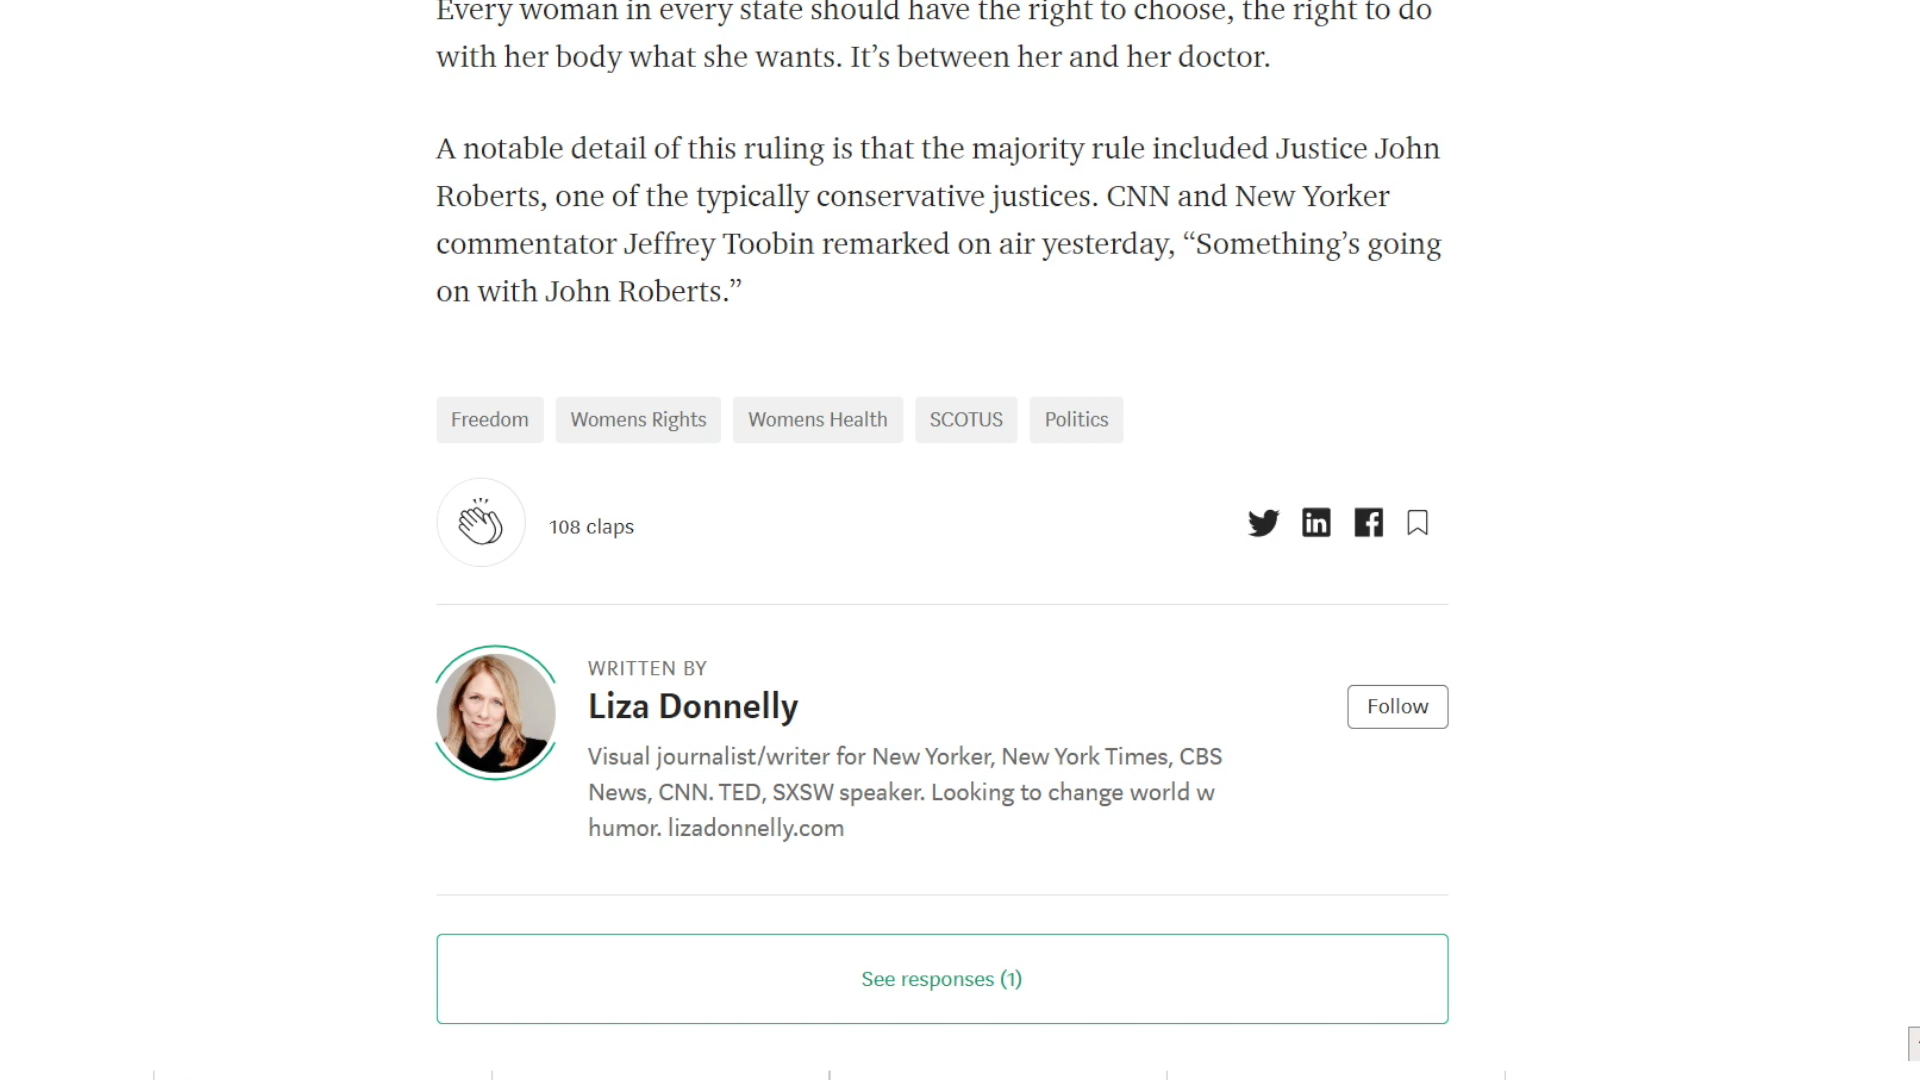 Every woman in every state should have the right to choose, the right to do
with her body what she wants. It’s between her and her doctor.
A notable detail of this ruling is that the majority rule included Justice John
Roberts, one of the typically conservative justices. CNN and New Yorker
commentator Jeffrey Toobin remarked on air yesterday, “Something’s going
on with John Roberts.”
Freedom Womens Rights Womens Health SCOTUS Politics
108 claps
WRITTEN BY
Liza Donnelly
Follow
Visual journalist/writer for New Yorker, New York Times, CBS
News, CNN. TED, SXSW speaker. Looking to change world w
humor. lizadonnelly.com
See responses (1)